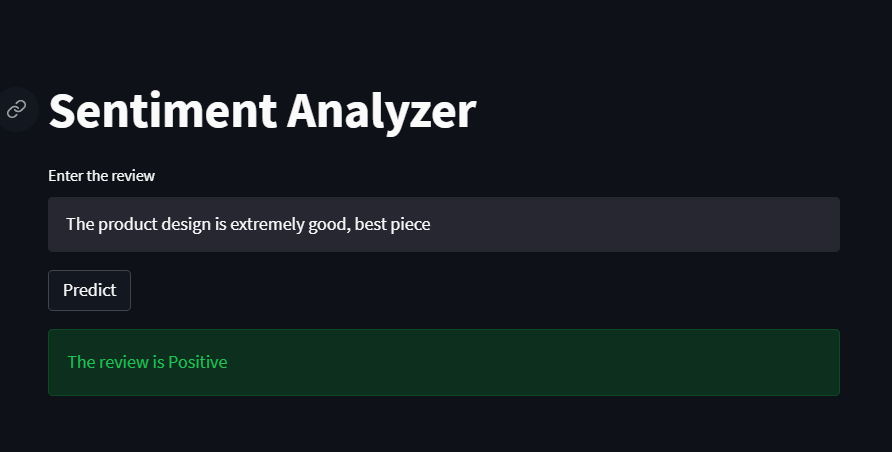 Sentiment Analyzer
Enter the review
The product design is extremely good, best piece
Predict
The review is Positive